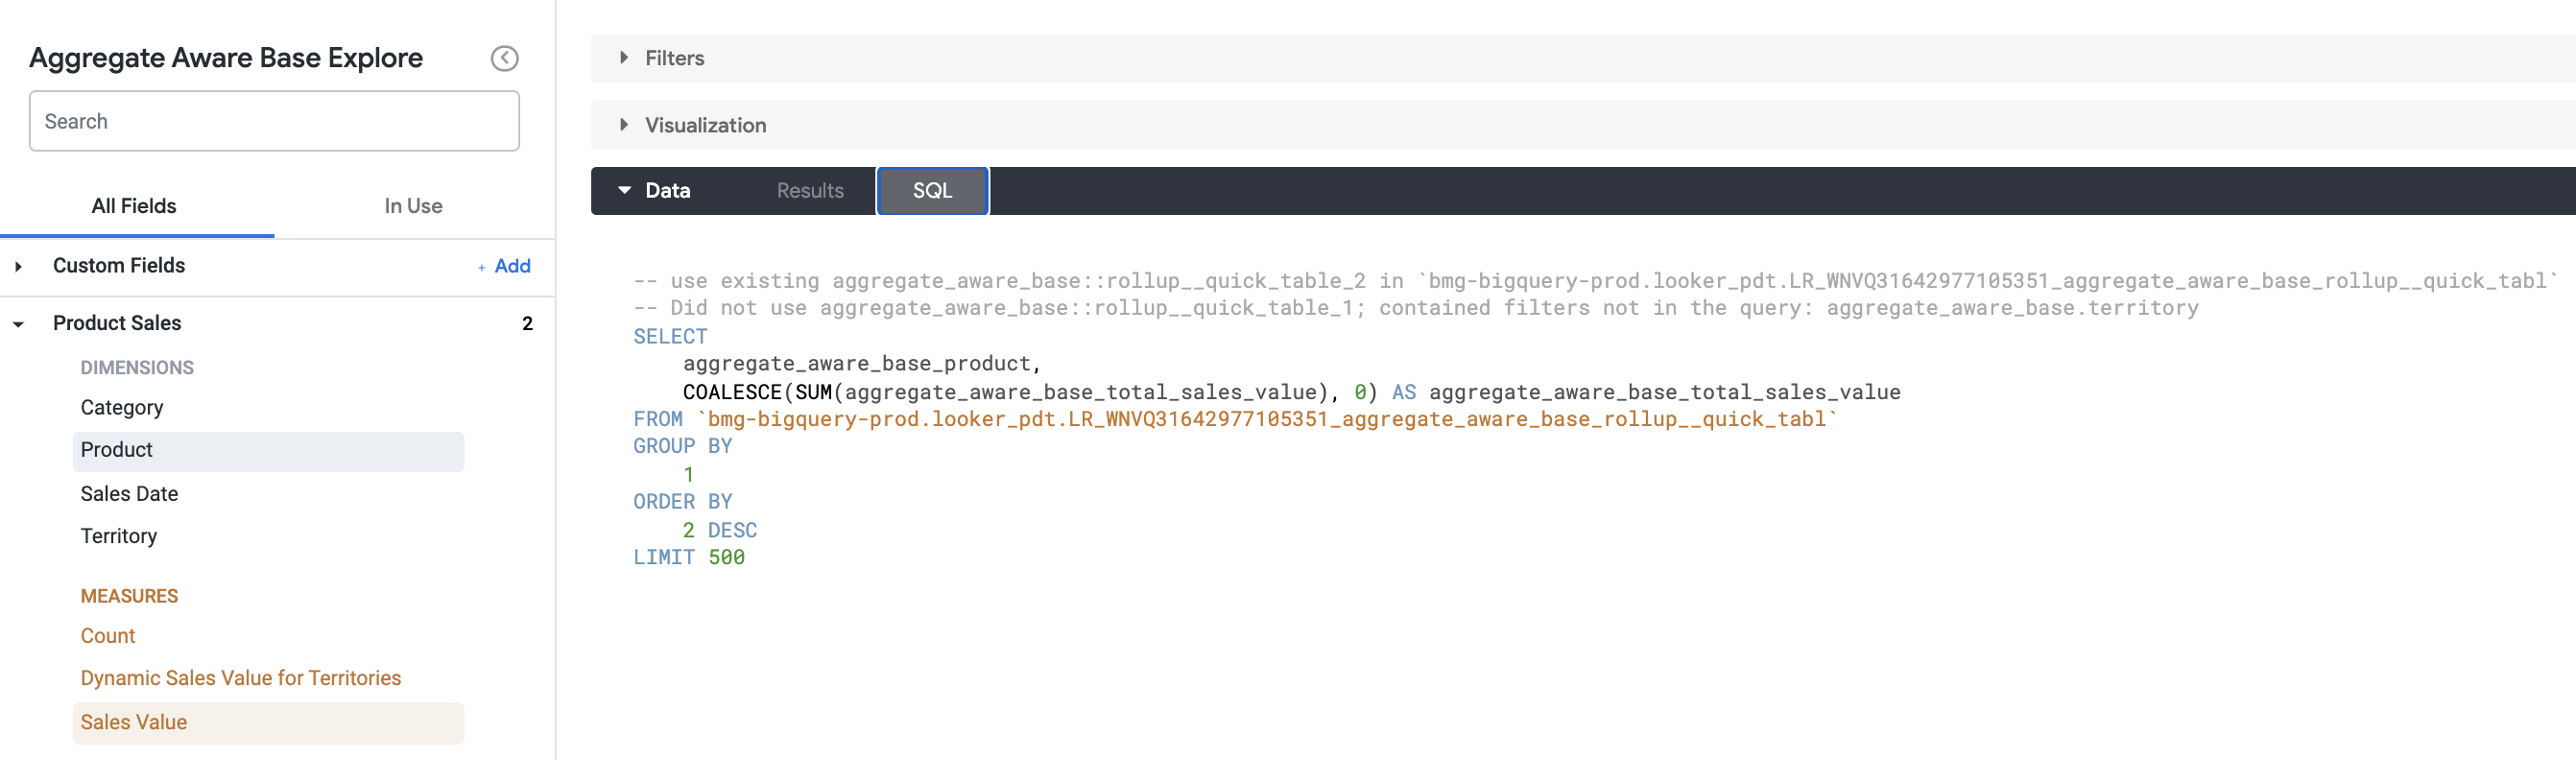 Aggregate Aware Base Explore
Search
All Fields
In Use
Custom Fields
+ Add
Product Sales
2
DIMENSIONS
Category
Product
Sales Date
Territory
MEASURES
Count
Dynamic Sales Value for Territories
Sales Value
Filters
Visualization
Data
Results
SQL
-- use existing aggregate_aware_base::rollup__quick_table_2 in `bmg-bigquery-prod.looker_pdt.LR_WNVQ31642977105351_aggregate_aware_base_rollup__quick_tabl`
-- Did not use aggregate_aware_base::rollup__quick_table_1; contained filters not in the query: aggregate_aware_base.territory
SELECT
aggregate_aware_base_product,
COALESCE(SUM(aggregate_aware_base_total_sales_value), 0) AS aggregate_aware_base_total_sales_value
FROM `bmg-bigquery-prod.looker_pdt.LR_WNVQ31642977105351_aggregate_aware_base_rollup__quick_tabl`
GROUP BY
1
ORDER BY
2 DESC
LIMIT 500